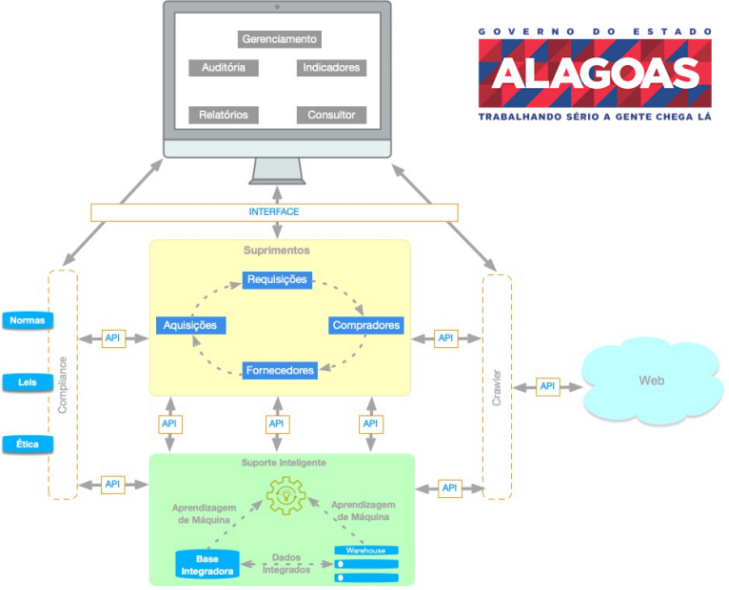 Gerenciamento
Auditória
Indicadores
Relatórios
Consultor
GOVERNO DO ESTADO
ALAGOAS
TRABALHANDO SÉRIO A GENTE CHEGA LÁ
INTERFACE
Suprimentos
Requisições
Aquisições
Compradores
Fornecedores
Normas
Leis
Ética
Compliance
API
API
Crawler
API
Web
API
API
API
Suporte Inteligente
API
API
Aprendizagem
de Máquina
Aprendizagem
de Máquina
Base
Integradora
Dados
Integrados
Warehouse